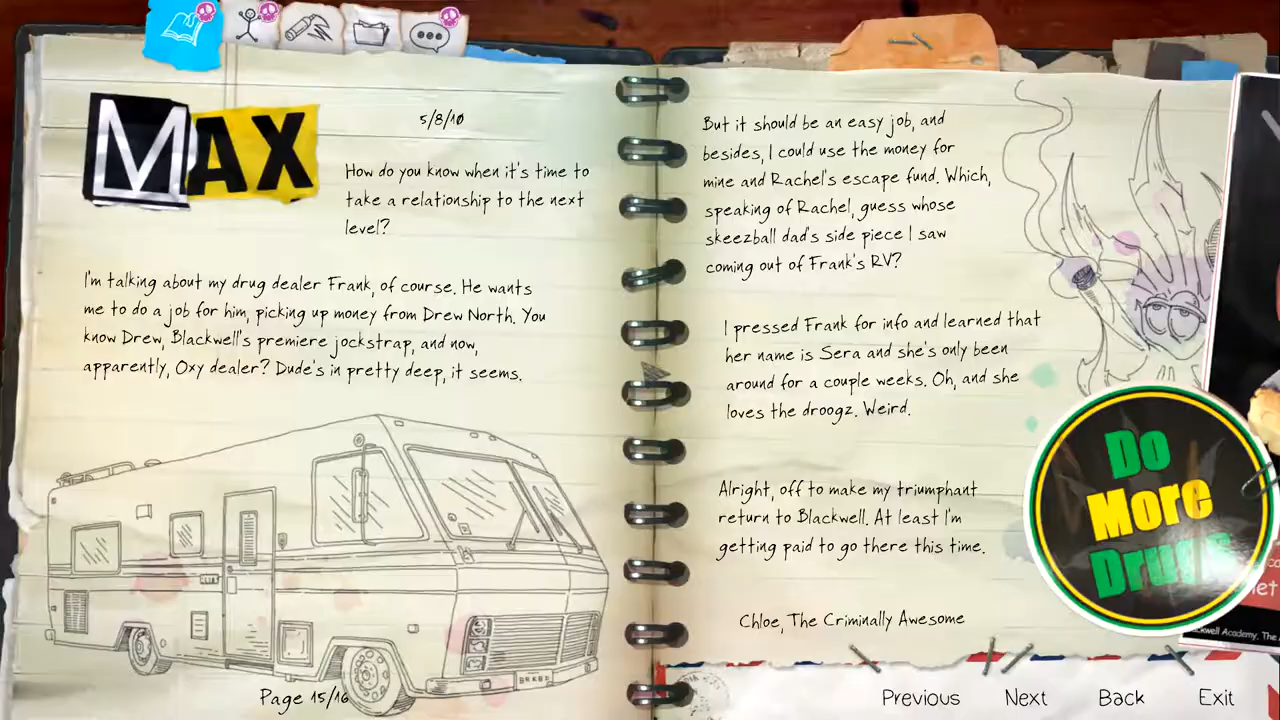 MAX
5/8/10
How do you know when it's time to
take a relationship to the next
level?
I'm talking about my drug dealer Frank, of course. He wants
me to do a job for him, picking up money from Drew North. You
know Drew, Blackwell's premiere jockstrap, and now,
apparently, Oxy dealer? Dude's in pretty deep, it seems.
Page 15/16
But it should be an easy job, and
besides, I could use the money for
mine and Rachel's escape fund. Which,
speaking of Rachel, guess whose
skeezball dad's side piece I saw
coming out of Frank's RV?
I pressed Frank for info and learned that
her name is Sera and she's only been
around for a couple weeks. Oh, and she
loves the droogz. Weird.
Alright, off to make my triumphant
return to Blackwell. At least I'm
getting paid to go there this time.
Chloe, The Criminally Awesome
Do
More
Drugs
Academy. The
Previous Next Back Exit